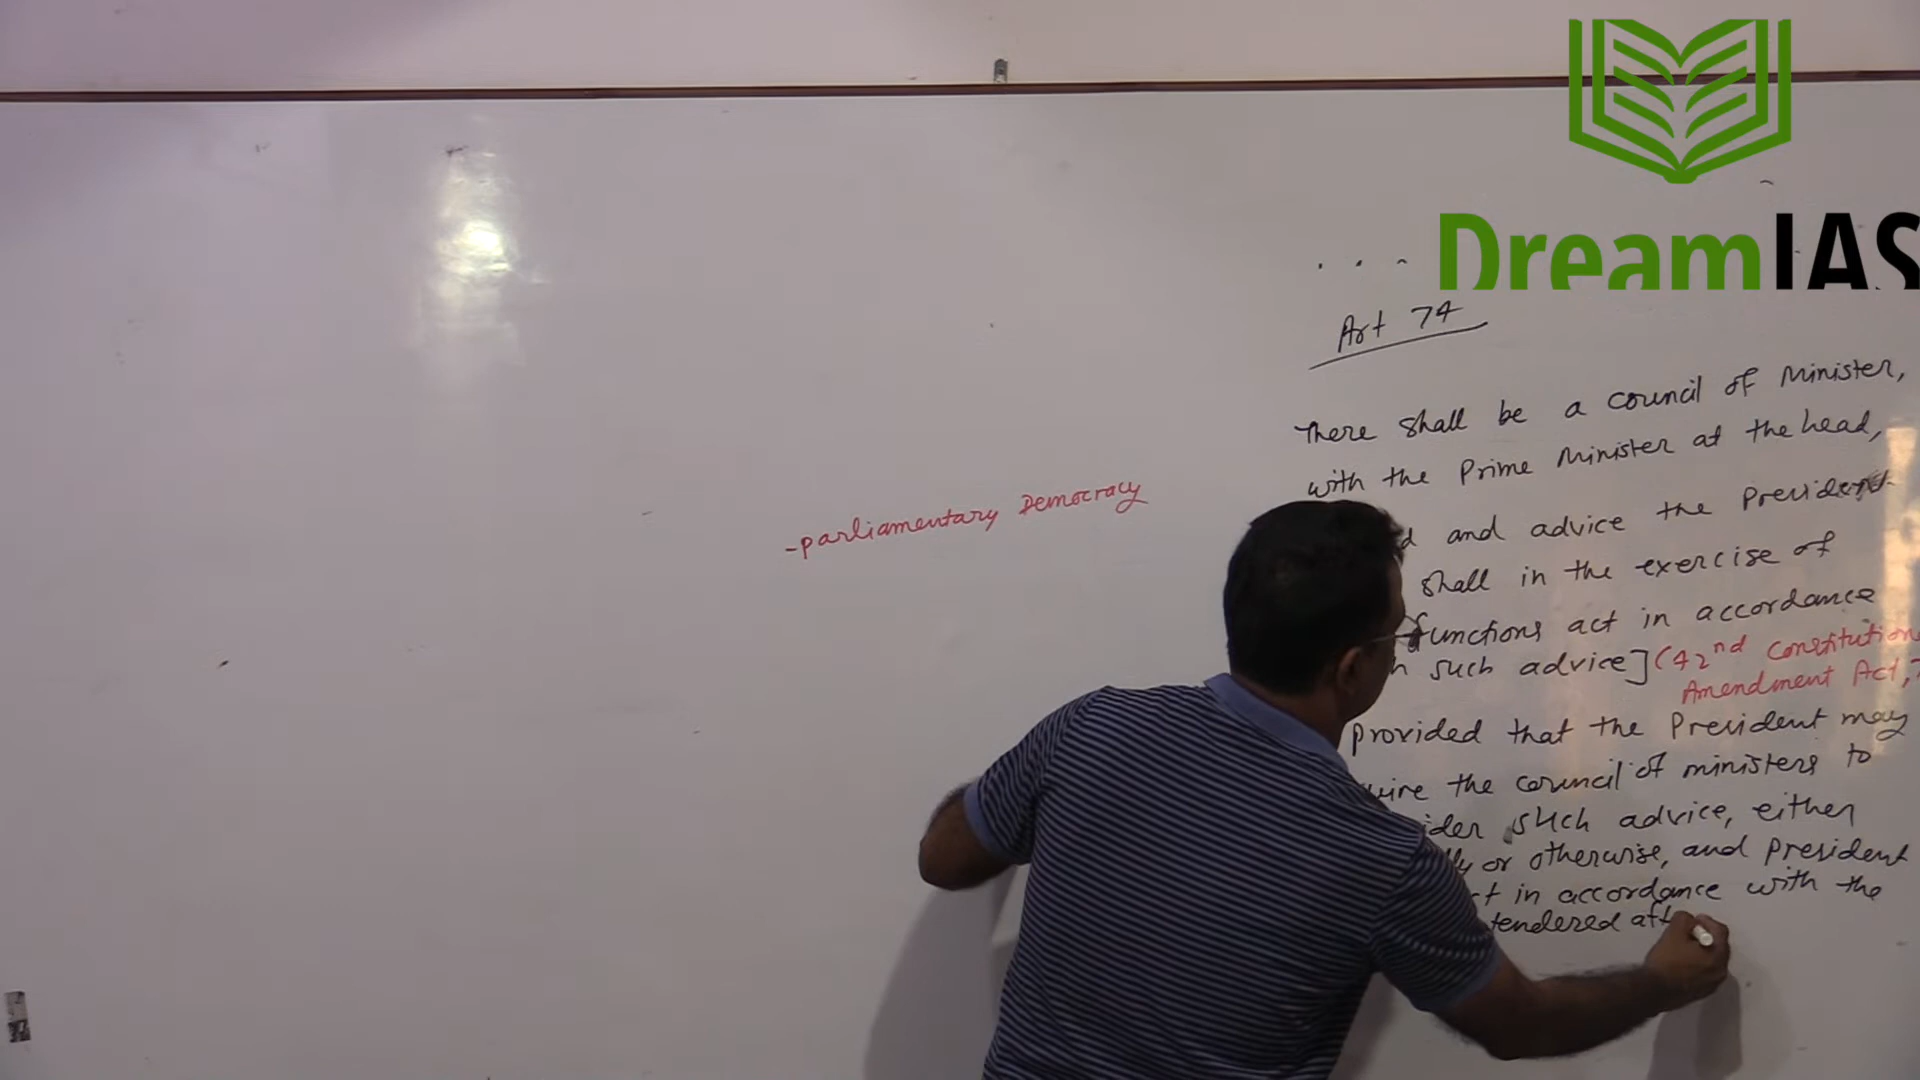 DreamIAS
Art 74
There shall be a council of Minister,
with the Prime Minister at the head,
and advice the President
shall in the exercise of
functions act in accordance
such advice] (42nd Constitution
Amendment Act,
provided that the President may
the council of ministers to
such advice, either
or otherwise, and President
in accordance with the
tendered
-parliamentary Democracy